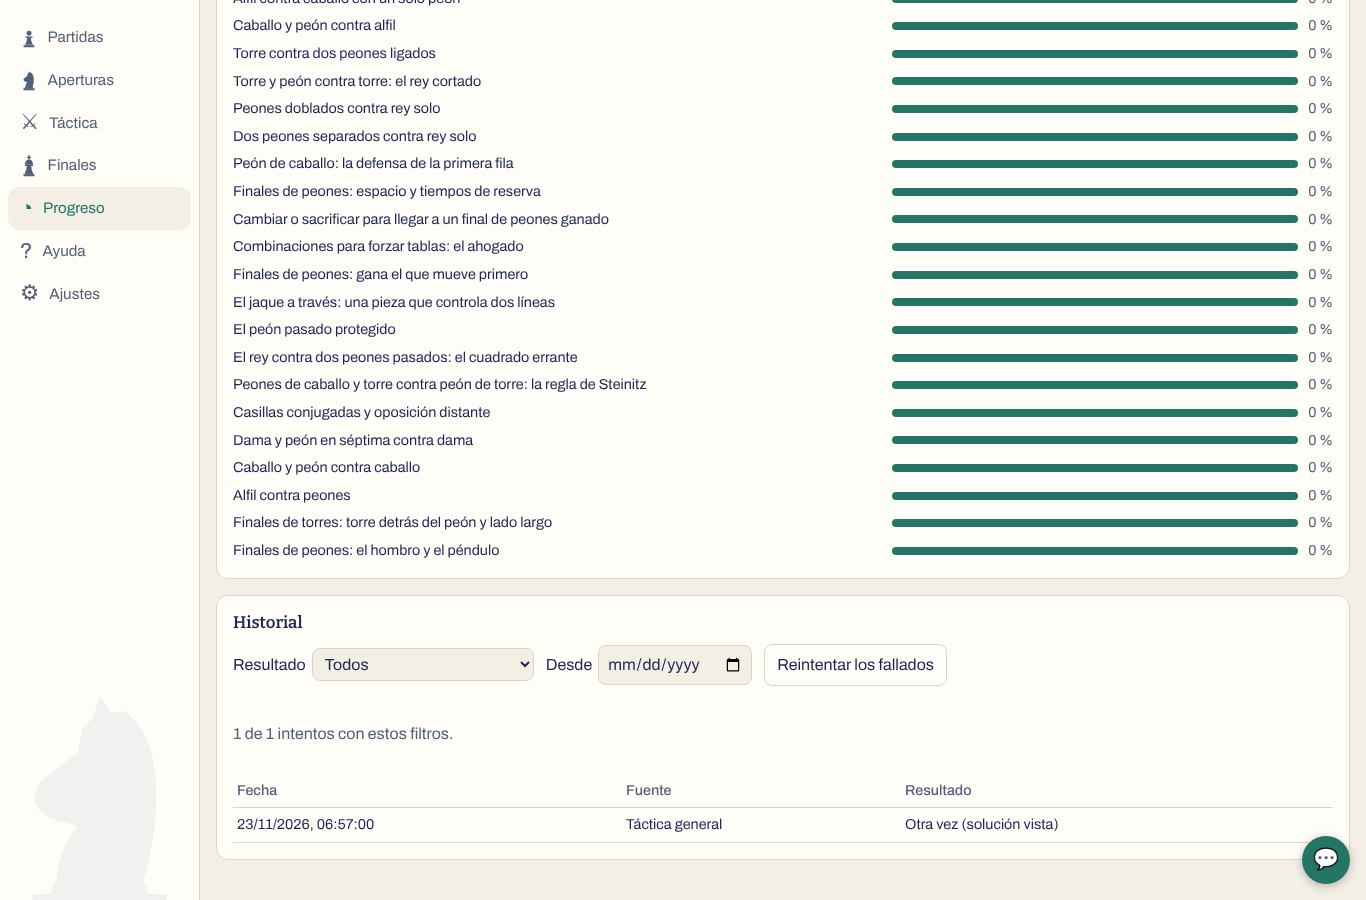 Partidas
Aperturas
Táctica
Finales
Progreso
? Ayuda
Ajustes
Alfil contra caballo con un solo peón 0 %
Caballo y peón contra alfil 0 %
Torre contra dos peones ligados 0 %
Torre y peón contra torre: el rey cortado 0 %
Peones doblados contra rey solo 0 %
Dos peones separados contra rey solo 0 %
Peón de caballo: la defensa de la primera fila 0 %
Finales de peones: espacio y tiempos de reserva 0 %
Cambiar o sacrificar para llegar a un final de peones ganado 0 %
Combinaciones para forzar tablas: el ahogado 0 %
Finales de peones: gana el que mueve primero 0 %
El jaque a través: una pieza que controla dos líneas 0 %
El peón pasado protegido 0 %
El rey contra dos peones pasados: el cuadrado errante 0 %
Peones de caballo y torre contra peón de torre: la regla de Steinitz 0 %
Casillas conjugadas y oposición distante 0 %
Dama y peón en séptima contra dama 0 %
Caballo y peón contra caballo 0 %
Alfil contra peones 0 %
Finales de torres: torre detrás del peón y lado largo 0 %
Finales de peones: el hombro y el péndulo 0 %
Historial
Resultado Todos Desde mm/dd/yyyy Reintentar los fallados
1 de 1 intentos con estos filtros.
Fecha Fuente Resultado
23/11/2026, 06:57:00 Táctica general Otra vez (solución vista)